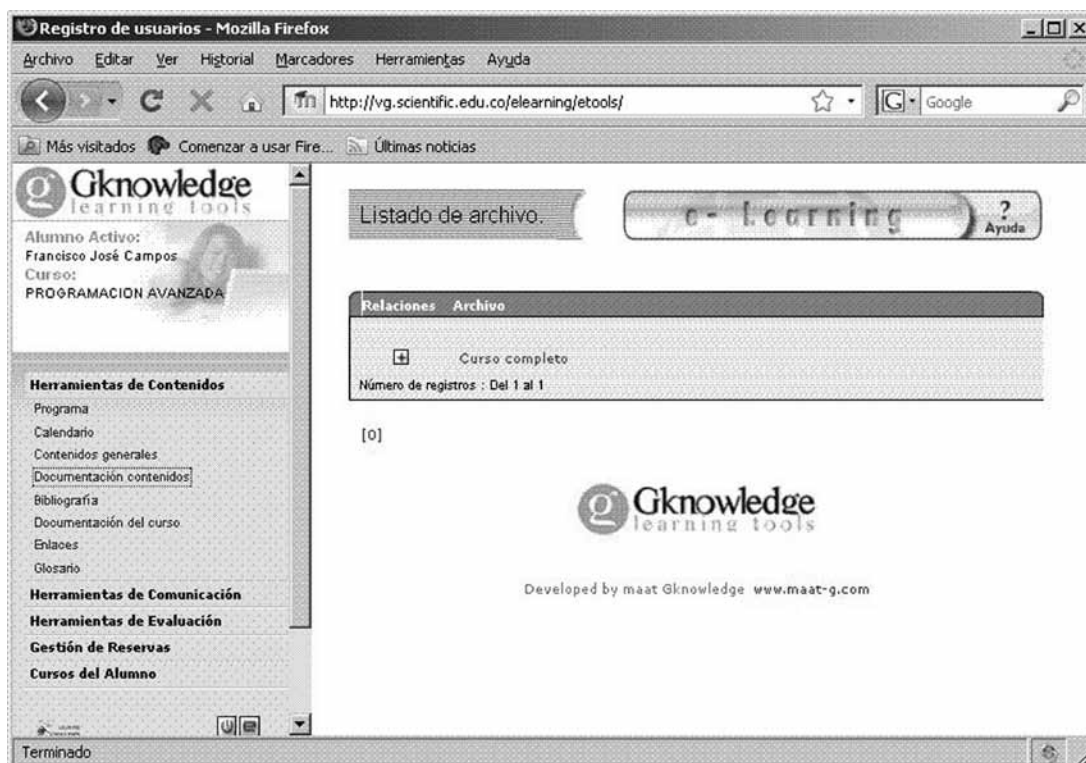 Registro de usuarios - Mozilla Firefox
Archivo Editar Ver Historial Marcadores Herramientas Ayuda
http://vg.scientific.edu.co/elearning/etools/
G Google
Más visitados Comenzar a usar Fire... Últimas noticias
g Gknowledge
learning tools
Alumno Activo:
Francisco José Campos
Curso:
PROGRAMACION AVANZADA
Herramientas de Contenidos
Programa
Calendario
Contenidos generales
Documentación contenidos
Bibliografía
Documentación del curso
Enlaces
Glosario
Herramientas de Comunicación
Herramientas de Evaluación
Gestión de Reservas
Cursos del Alumno
Listado de archivo.
e-Learning
?
Ayuda
Relaciones Archivo
Curso completo
Número de registros : Del 1 al 1
[0]
g Gknowledge
learning tools
Developed by maat Gknowledge www.maat-g.com
Terminado